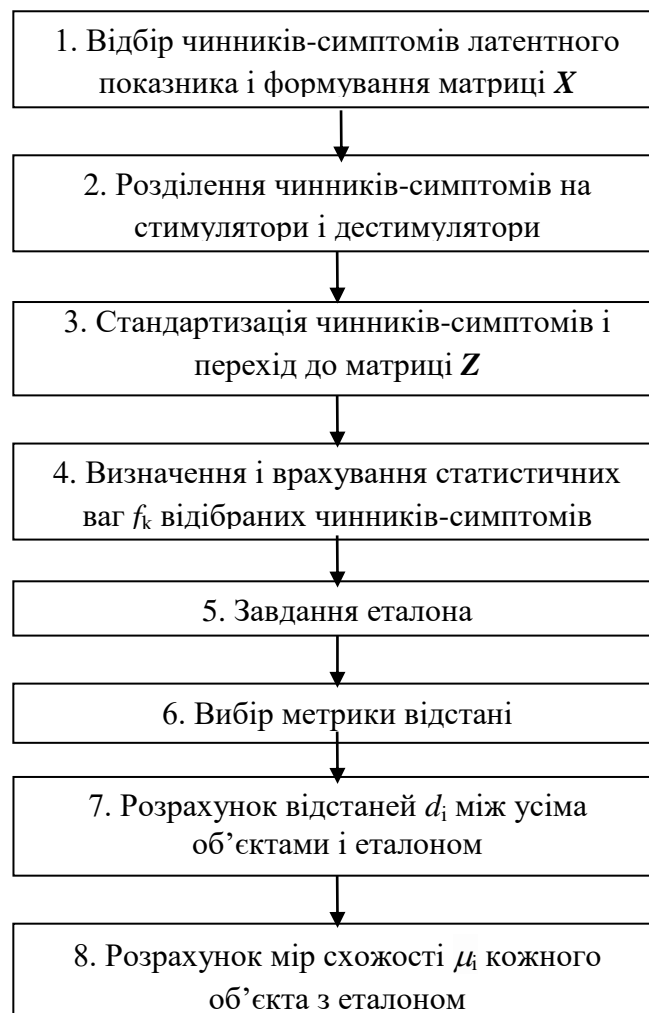 1. Відбір чинників-симптомів латентного
показника і формування матриці X
2. Розділення чинників-симптомів на
стимулятори і дестимулятори
3. Стандартизація чинників-симптомів і
перехід до матриці Z
4. Визначення і врахування статистичних
ваг fk відібраних чинників-симптомів
5. Завдання еталона
6. Вибір метрики відстані
7. Розрахунок відстаней di між усіма
об’єктами і еталоном
8. Розрахунок мір схожості μi кожного
об’єкта з еталоном